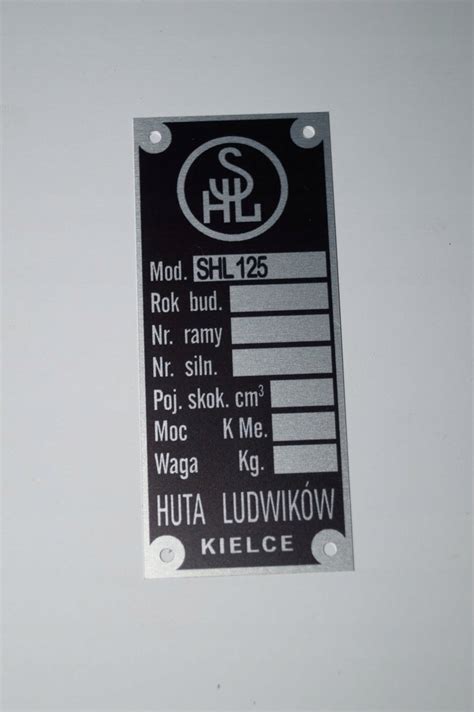 SHL
Mod. SHL 125
Rok bud.
Nr. ramy
Nr. siln.
Poj. skok. cm³
Moc K Me.
Waga Kg.
HUTA LUDWIKÓW
KIELCE